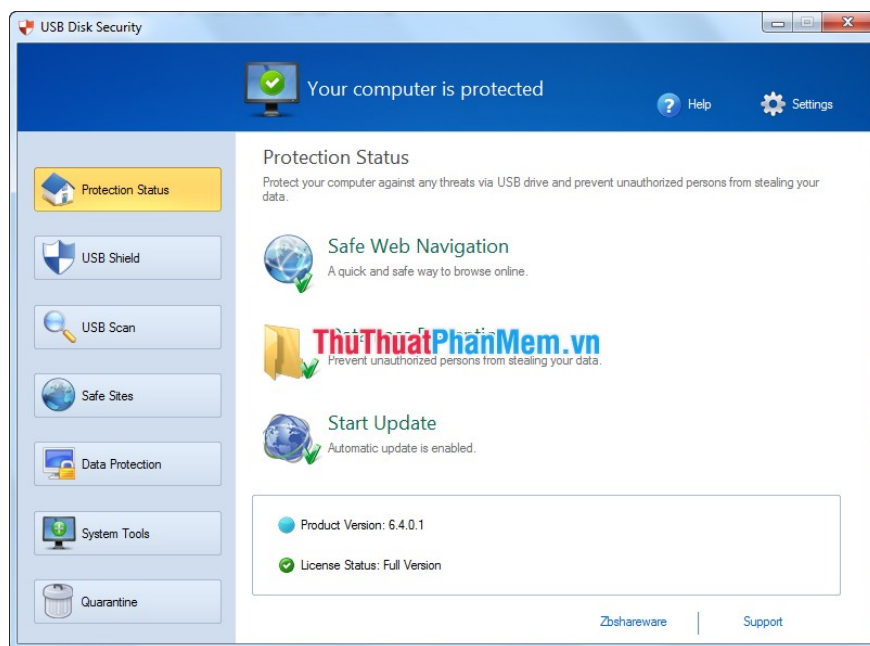 USB Disk Security
Your computer is protected
Help
Settings
Protection Status
USB Shield
USB Scan
Safe Sites
Data Protection
System Tools
Quarantine
Protection Status
Protect your computer against any threats via USB drive and prevent unauthorized persons from stealing your
data.
Safe Web Navigation
A quick and safe way to browse online.
ThuThuatPhanMem.vn
Prevent unauthorized persons from stealing your data.
Start Update
Automatic update is enabled.
Product Version: 6.4.0.1
License Status: Full Version
Zbshareware
Support